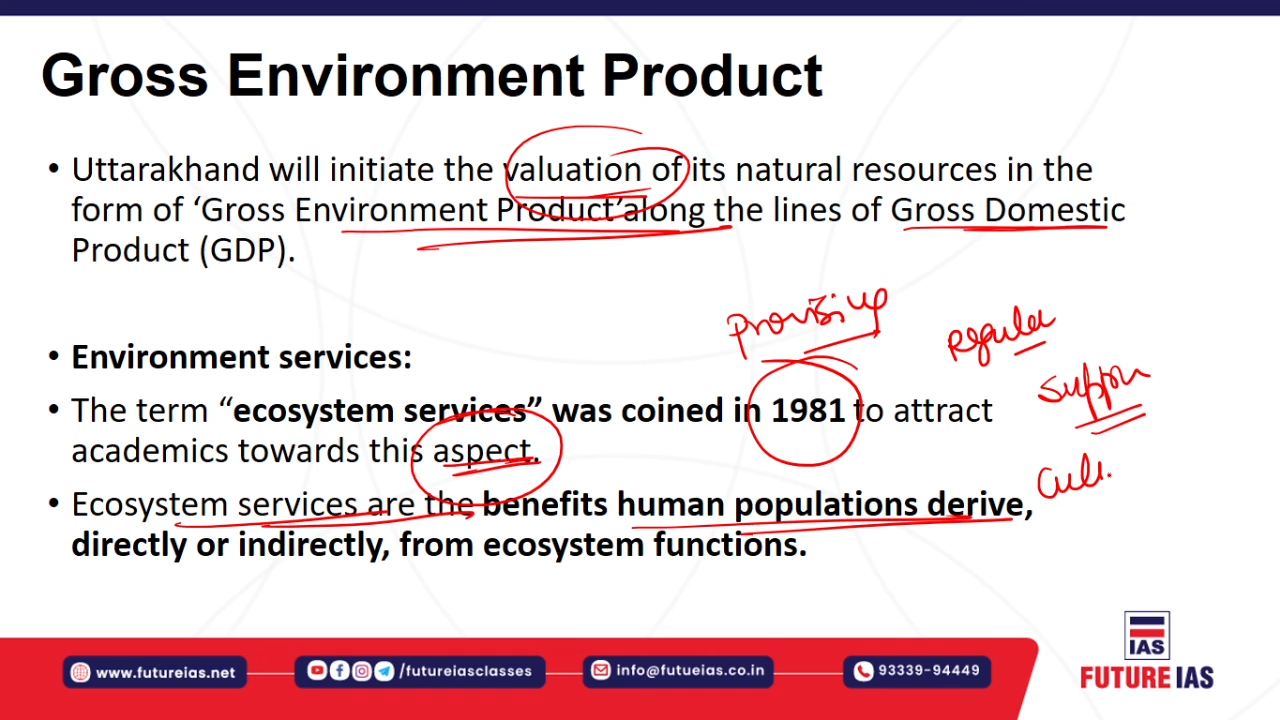 Gross Environment Product
• Uttarakhand will initiate the valuation of its natural resources in the
form of ‘Gross Environment Product’along the lines of Gross Domestic
Product (GDP).
Provising
Regular
Suppor
Cul.
• Environment services:
• The term “ecosystem services” was coined in 1981 to attract
academics towards this aspect.
• Ecosystem services are the benefits human populations derive,
directly or indirectly, from ecosystem functions.
IAS
FUTURE IAS
www.futureias.net
/futureiasclasses
info@futueias.co.in
93339-94449